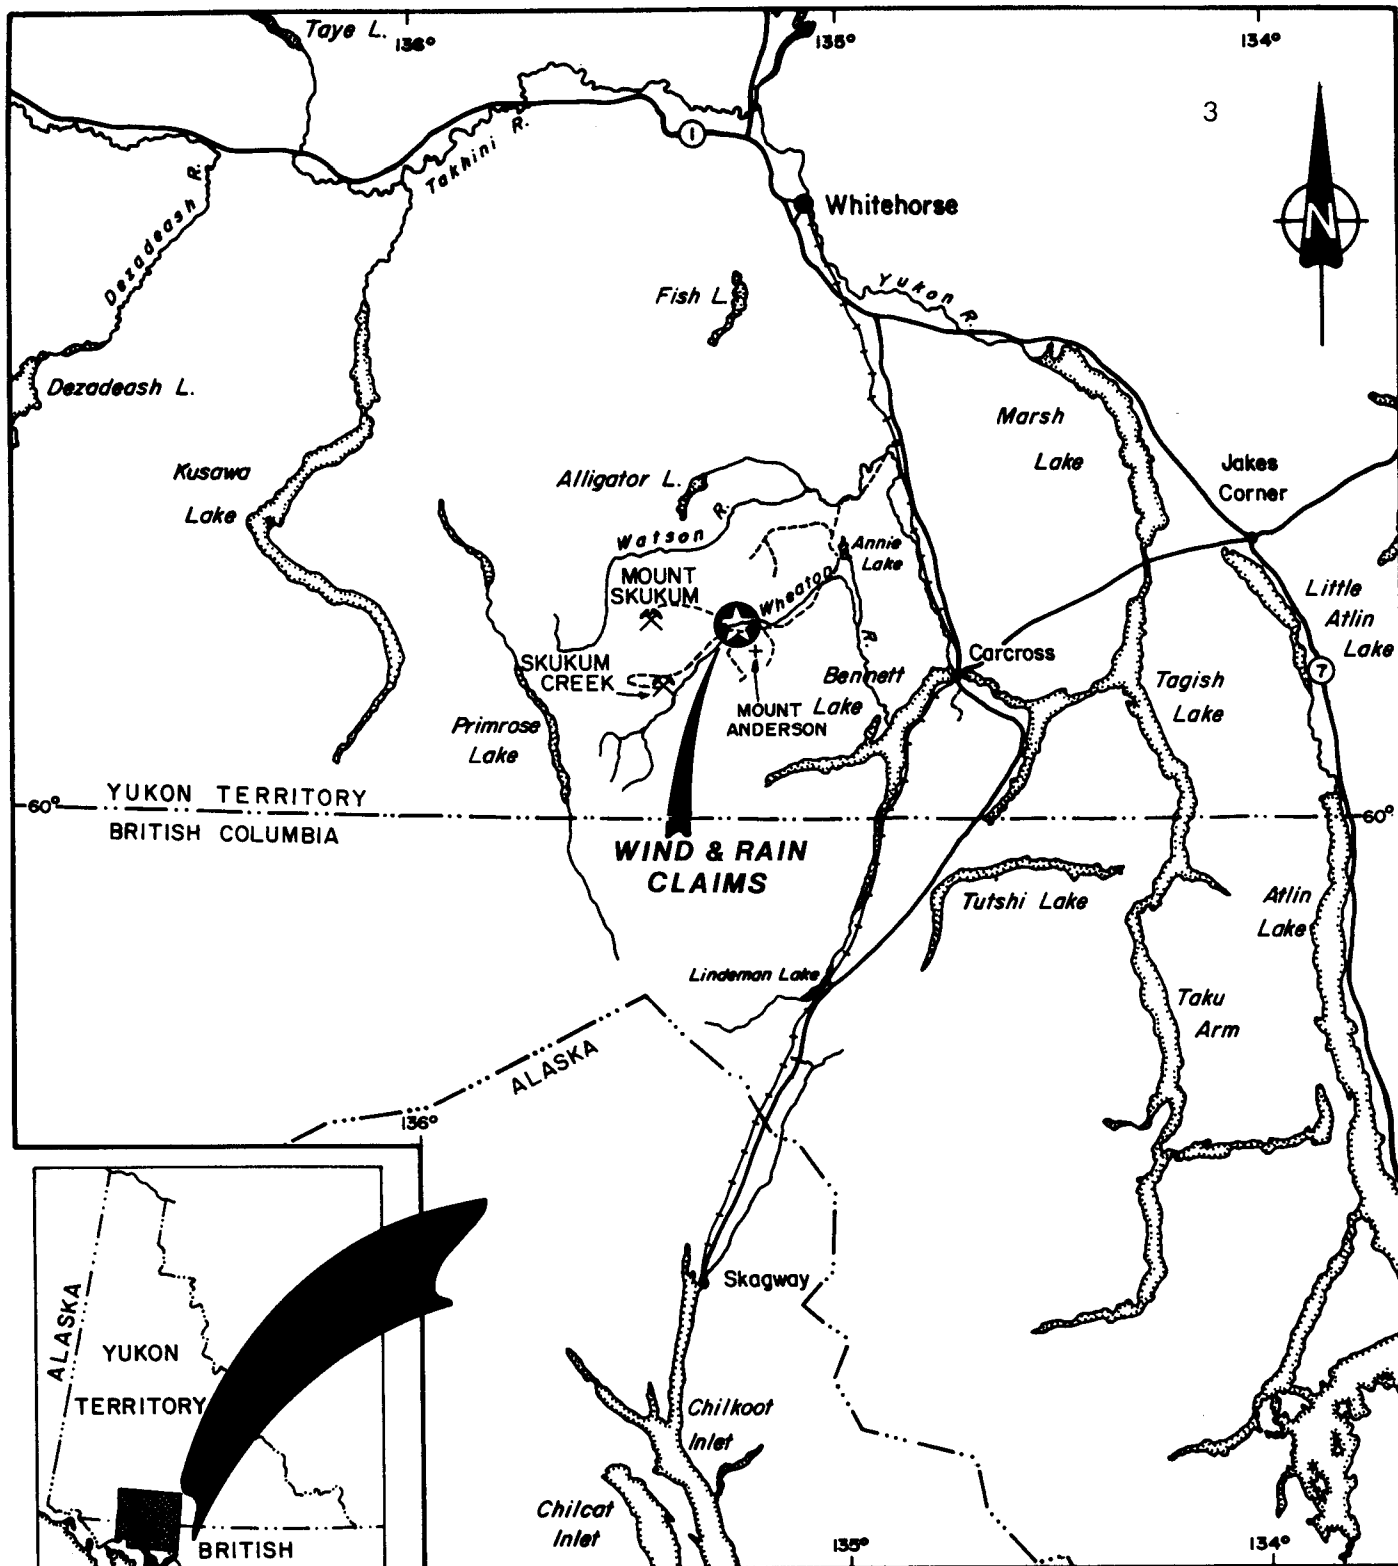 Taye L.
136°
135°
134°
3
1
Takhini R.
Dezadeash R.
Whitehorse
N
Yukon R.
Fish L.
Dezadeash L.
Marsh
Lake
Kusawa
Lake
Alligator L.
Jakes
Corner
Watson R.
Annie
Lake
MOUNT
SKUKUM
Wheaton R.
Little
Atlin
Lake
7
SKUKUM
CREEK
Carcross
Bennett
Lake
Tagish
Lake
MOUNT
ANDERSON
Primrose
Lake
60°
YUKON TERRITORY
BRITISH COLUMBIA
60°
WIND & RAIN
CLAIMS
Tutshi Lake
Atlin
Lake
Lindeman Lake
Taku
Arm
ALASKA
136°
Skagway
ALASKA
YUKON
TERRITORY
Chilkoot
Inlet
Chilcat
Inlet
BRITISH
135°
134°